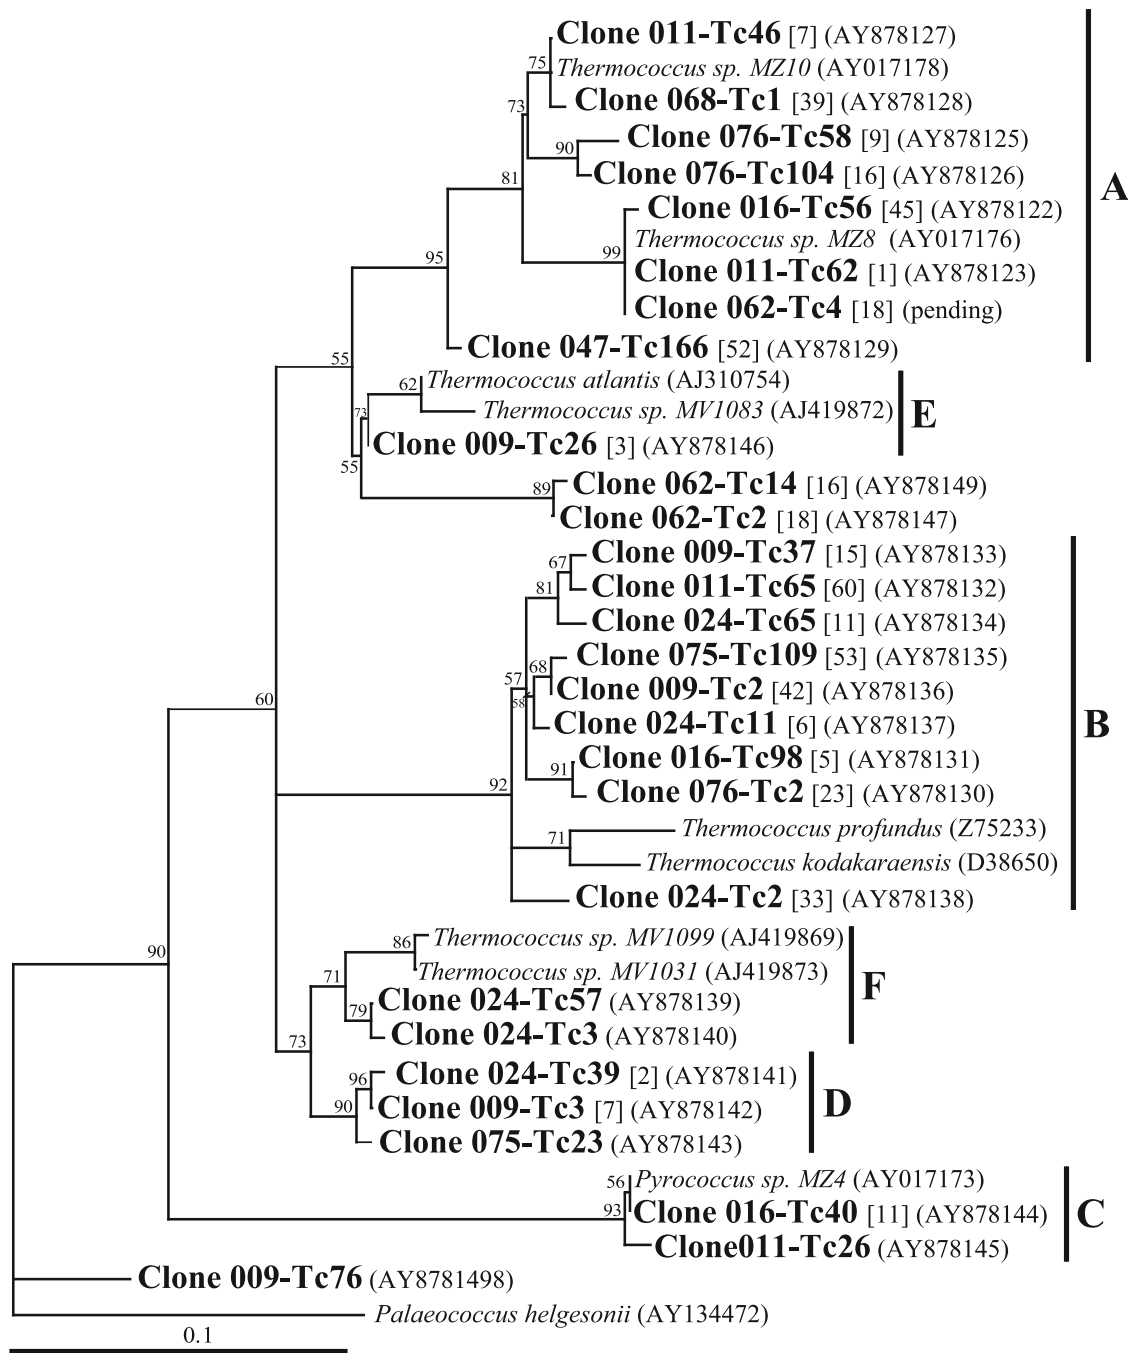 Clone 011-Tc46 [7] (AY878127)
75
Thermococcus sp. MZ10 (AY017178)
Clone 068-Tc1 [39] (AY878128)
73
Clone 076-Tc58 [9] (AY878125)
90
Clone 076-Tc104 [16] (AY878126)
81
A
Clone 016-Tc56 [45] (AY878122)
Thermococcus sp. MZ8 (AY017176)
99
95
Clone 011-Tc62 [1] (AY878123)
Clone 062-Tc4 [18] (pending)
Clone 047-Tc166 [52] (AY878129)
55
Thermococcus atlantis (AJ310754)
62
Thermococcus sp. MV1083 (AJ419872)
E
73
Clone 009-Tc26 [3] (AY878146)
55
Clone 062-Tc14 [16] (AY878149)
89
Clone 062-Tc2 [18] (AY878147)
Clone 009-Tc37 [15] (AY878133)
67
Clone 011-Tc65 [60] (AY878132)
81
Clone 024-Tc65 [11] (AY878134)
Clone 075-Tc109 [53] (AY878135)
68
57
Clone 009-Tc2 [42] (AY878136)
60
58
Clone 024-Tc11 [6] (AY878137)
B
Clone 016-Tc98 [5] (AY878131)
91
92
Clone 076-Tc2 [23] (AY878130)
Thermococcus profundus (Z75233)
71
Thermococcus kodakaraensis (D38650)
Clone 024-Tc2 [33] (AY878138)
Thermococcus sp. MV1099 (AJ419869)
86
90
Thermococcus sp. MV1031 (AJ419873)
71
F
Clone 024-Tc57 (AY878139)
79
Clone 024-Tc3 (AY878140)
73
Clone 024-Tc39 [2] (AY878141)
96
Clone 009-Tc3 [7] (AY878142)
90
D
Clone 075-Tc23 (AY878143)
Pyrococcus sp. MZ4 (AY017173)
56
93
Clone 016-Tc40 [11] (AY878144)
C
Clone011-Tc26 (AY878145)
Clone 009-Tc76 (AY8781498)
Palaeococcus helgesonii (AY134472)
0.1